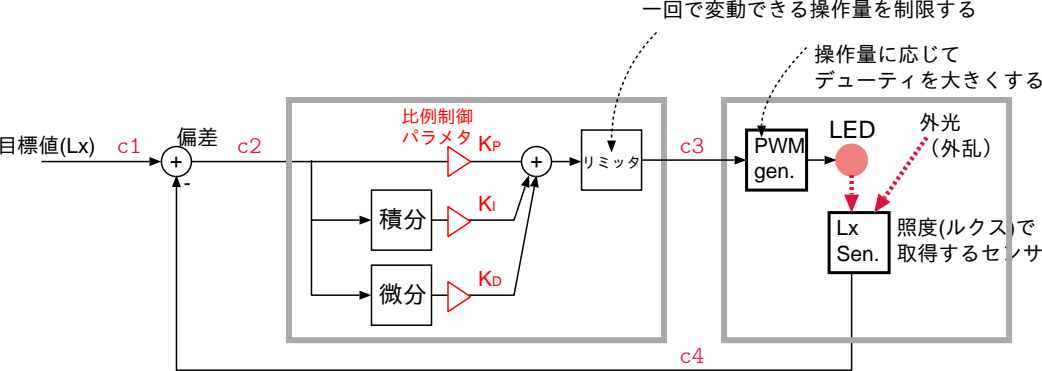 一回で変動できる操作量を制限する
操作量に応じて
デューティを大きくする
目標値(Lx)
c1
偏差
-
+
c2
比例制御
パラメタ
KP
+
リミッタ
c3
PWM
gen.
LED
外光
（外乱）
積分
KI
微分
KD
Lx
Sen.
照度(ルクス)で
取得するセンサ
c4